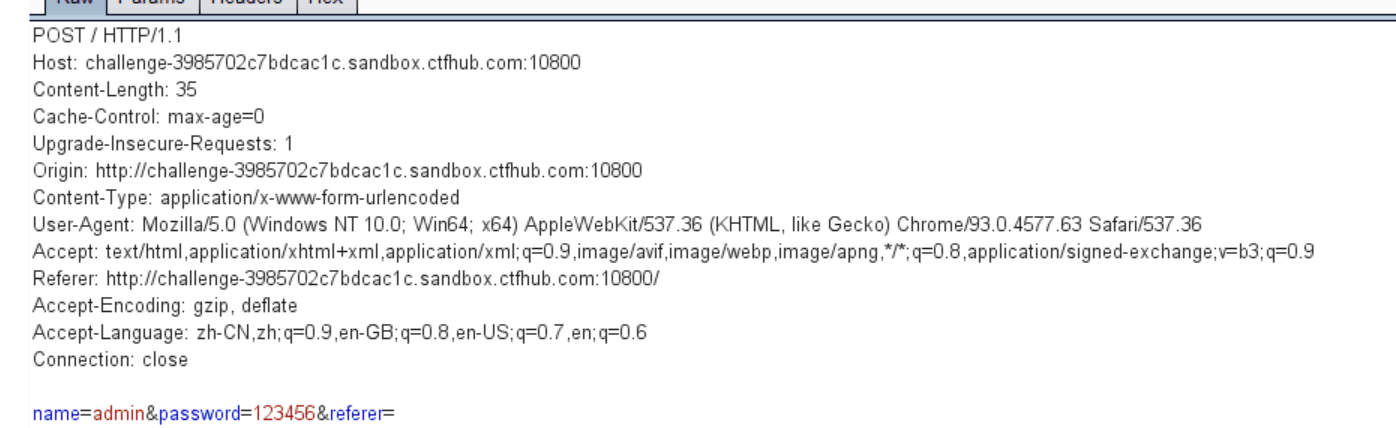 Raw Params Headers Hex
POST / HTTP/1.1
Host: challenge-3985702c7bdcac1c.sandbox.ctfhub.com:10800
Content-Length: 35
Cache-Control: max-age=0
Upgrade-Insecure-Requests: 1
Origin: http://challenge-3985702c7bdcac1c.sandbox.ctfhub.com:10800
Content-Type: application/x-www-form-urlencoded
User-Agent: Mozilla/5.0 (Windows NT 10.0; Win64; x64) AppleWebKit/537.36 (KHTML, like Gecko) Chrome/93.0.4577.63 Safari/537.36
Accept: text/html,application/xhtml+xml,application/xml;q=0.9,image/avif,image/webp,image/apng,*/*;q=0.8,application/signed-exchange;v=b3;q=0.9
Referer: http://challenge-3985702c7bdcac1c.sandbox.ctfhub.com:10800/
Accept-Encoding: gzip, deflate
Accept-Language: zh-CN,zh;q=0.9,en-GB;q=0.8,en-US;q=0.7,en;q=0.6
Connection: close
name=admin&password=123456&referer=